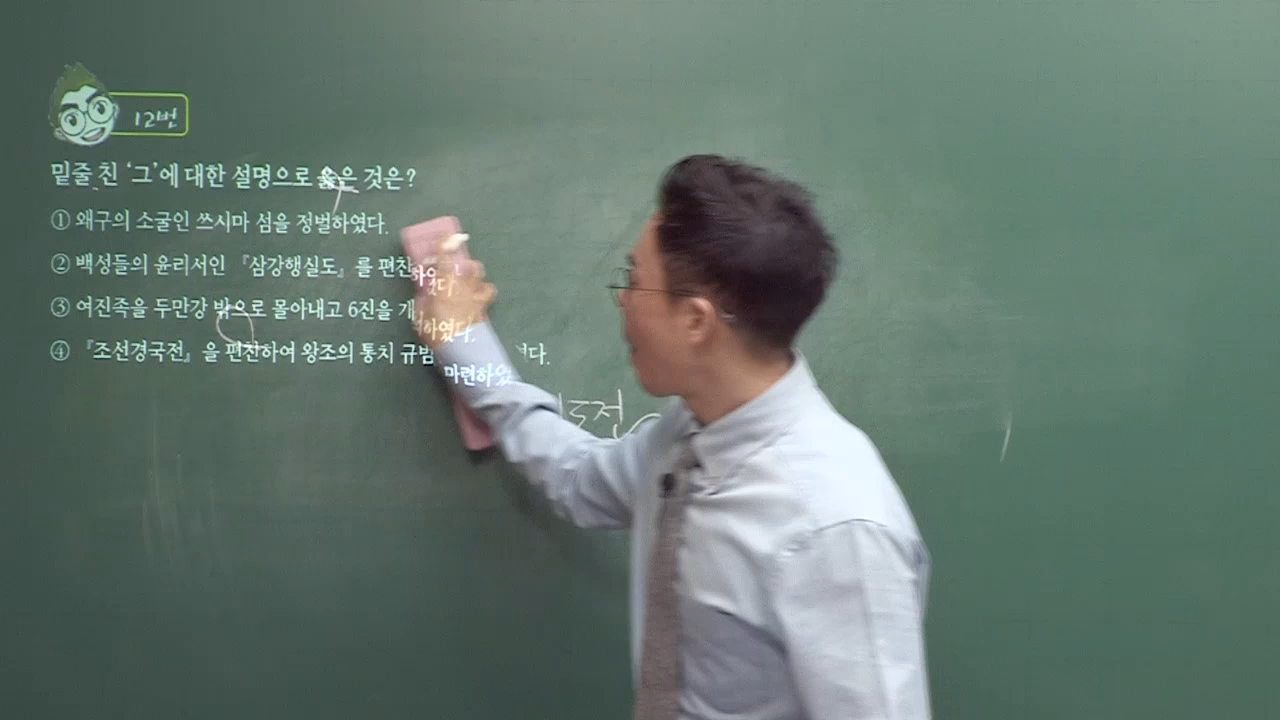 12번
밑줄 친 ‘그’에 대한 설명으로 옳은 것은?
① 왜구의 소굴인 쓰시마 섬을 정벌하였다.
② 백성들의 윤리서인 『삼강행실도』를 편찬하였다
③ 여진족을 두만강 밖으로 몰아내고 6진을 개척하였다.
④ 『조선경국전』을 편찬하여 왕조의 통치 규범 마련하였다.
도전